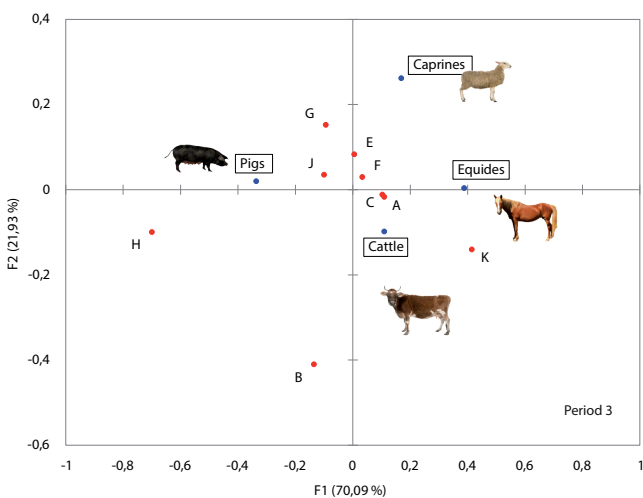 0,4
Caprines
0,2
G
E
Pigs
J
F
Equides
0
C
A
Cattle
H
K
-0,2
-0,4
B
Period 3
-0,6
-1
-0,8
-0,6
-0,4
-0,2
0
0,2
0,4
0,6
0,8
1
F1 (70,09 %)
F2 (21,93 %)